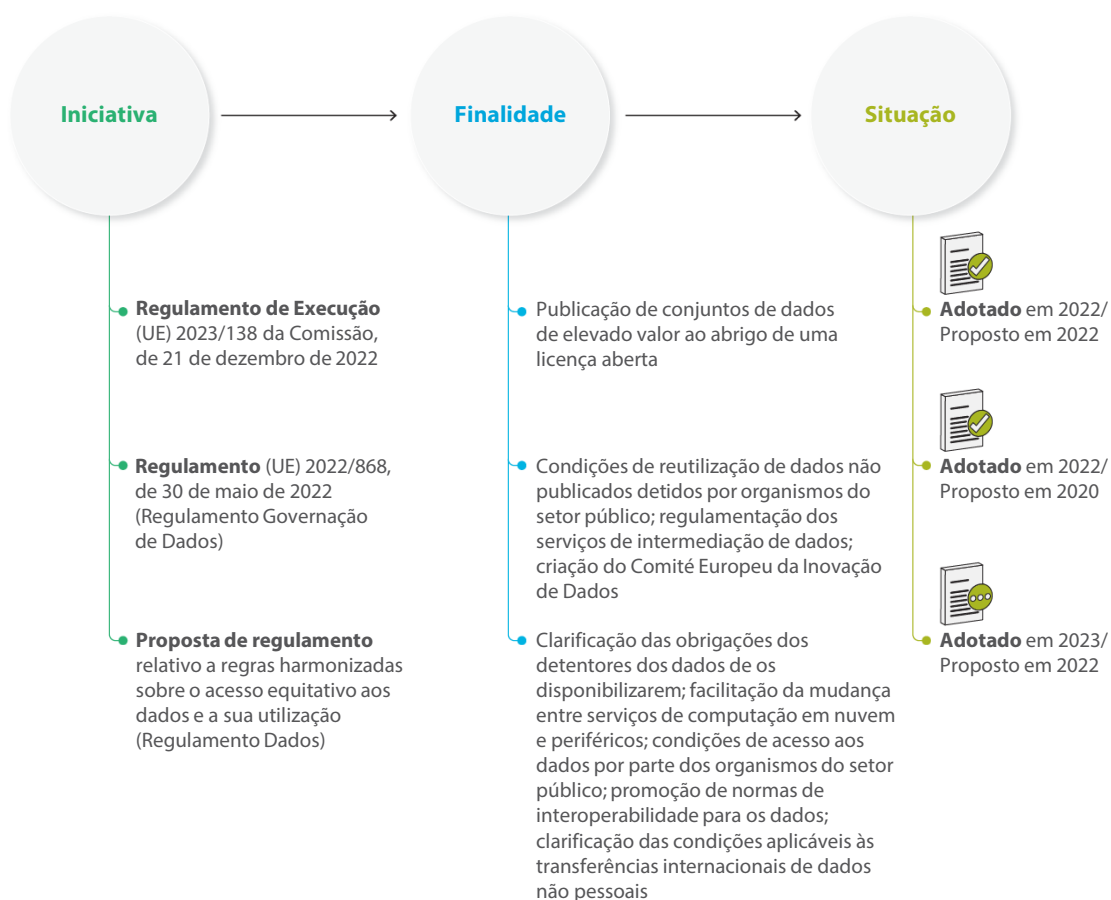 Iniciativa
Finalidade
Situação
Regulamento de Execução
(UE) 2023/138 da Comissão,
de 21 de dezembro de 2022
Publicação de conjuntos de dados
de elevado valor ao abrigo de uma
licença aberta
Adotado em 2022/
Proposto em 2022
Regulamento (UE) 2022/868,
de 30 de maio de 2022
(Regulamento Governação
de Dados)
Condições de reutilização de dados não
publicados detidos por organismos do
setor público; regulamentação dos
serviços de intermediação de dados;
criação do Comité Europeu da Inovação
de Dados
Adotado em 2022/
Proposto em 2020
Proposta de regulamento
relativo a regras harmonizadas
sobre o acesso equitativo aos
dados e a sua utilização
(Regulamento Dados)
Clarificação das obrigações dos
detentores dos dados de os
disponibilizarem; facilitação da mudança
entre serviços de computação em nuvem
e periféricos; condições de acesso aos
dados por parte dos organismos do setor
público; promoção de normas de
interoperabilidade para os dados;
clarificação das condições aplicáveis às
transferências internacionais de dados
não pessoais
Adotado em 2023/
Proposto em 2022